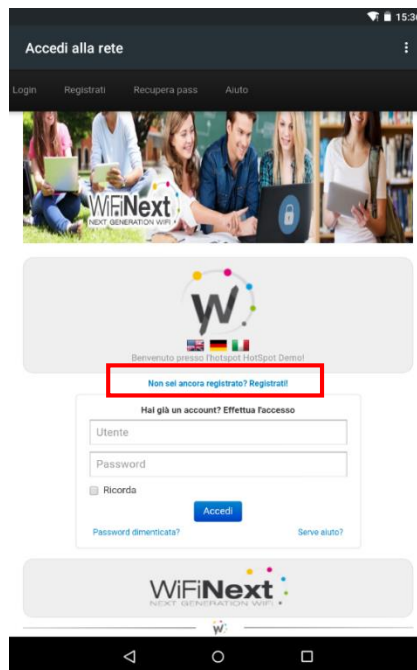 15:36
Accedi alla rete
Login Registrati Recupera pass Aiuto
WiFiNext
NEXT GENERATION WIFI
W
Benvenuto presso l'hotspot HotSpot Demo!
Non sei ancora registrato? Registrati!
Hai già un account? Effettua l'accesso
Utente
Password
Ricorda
Accedi
Password dimenticata? Serve aiuto?
WiFiNext
NEXT GENERATION WIFI
W